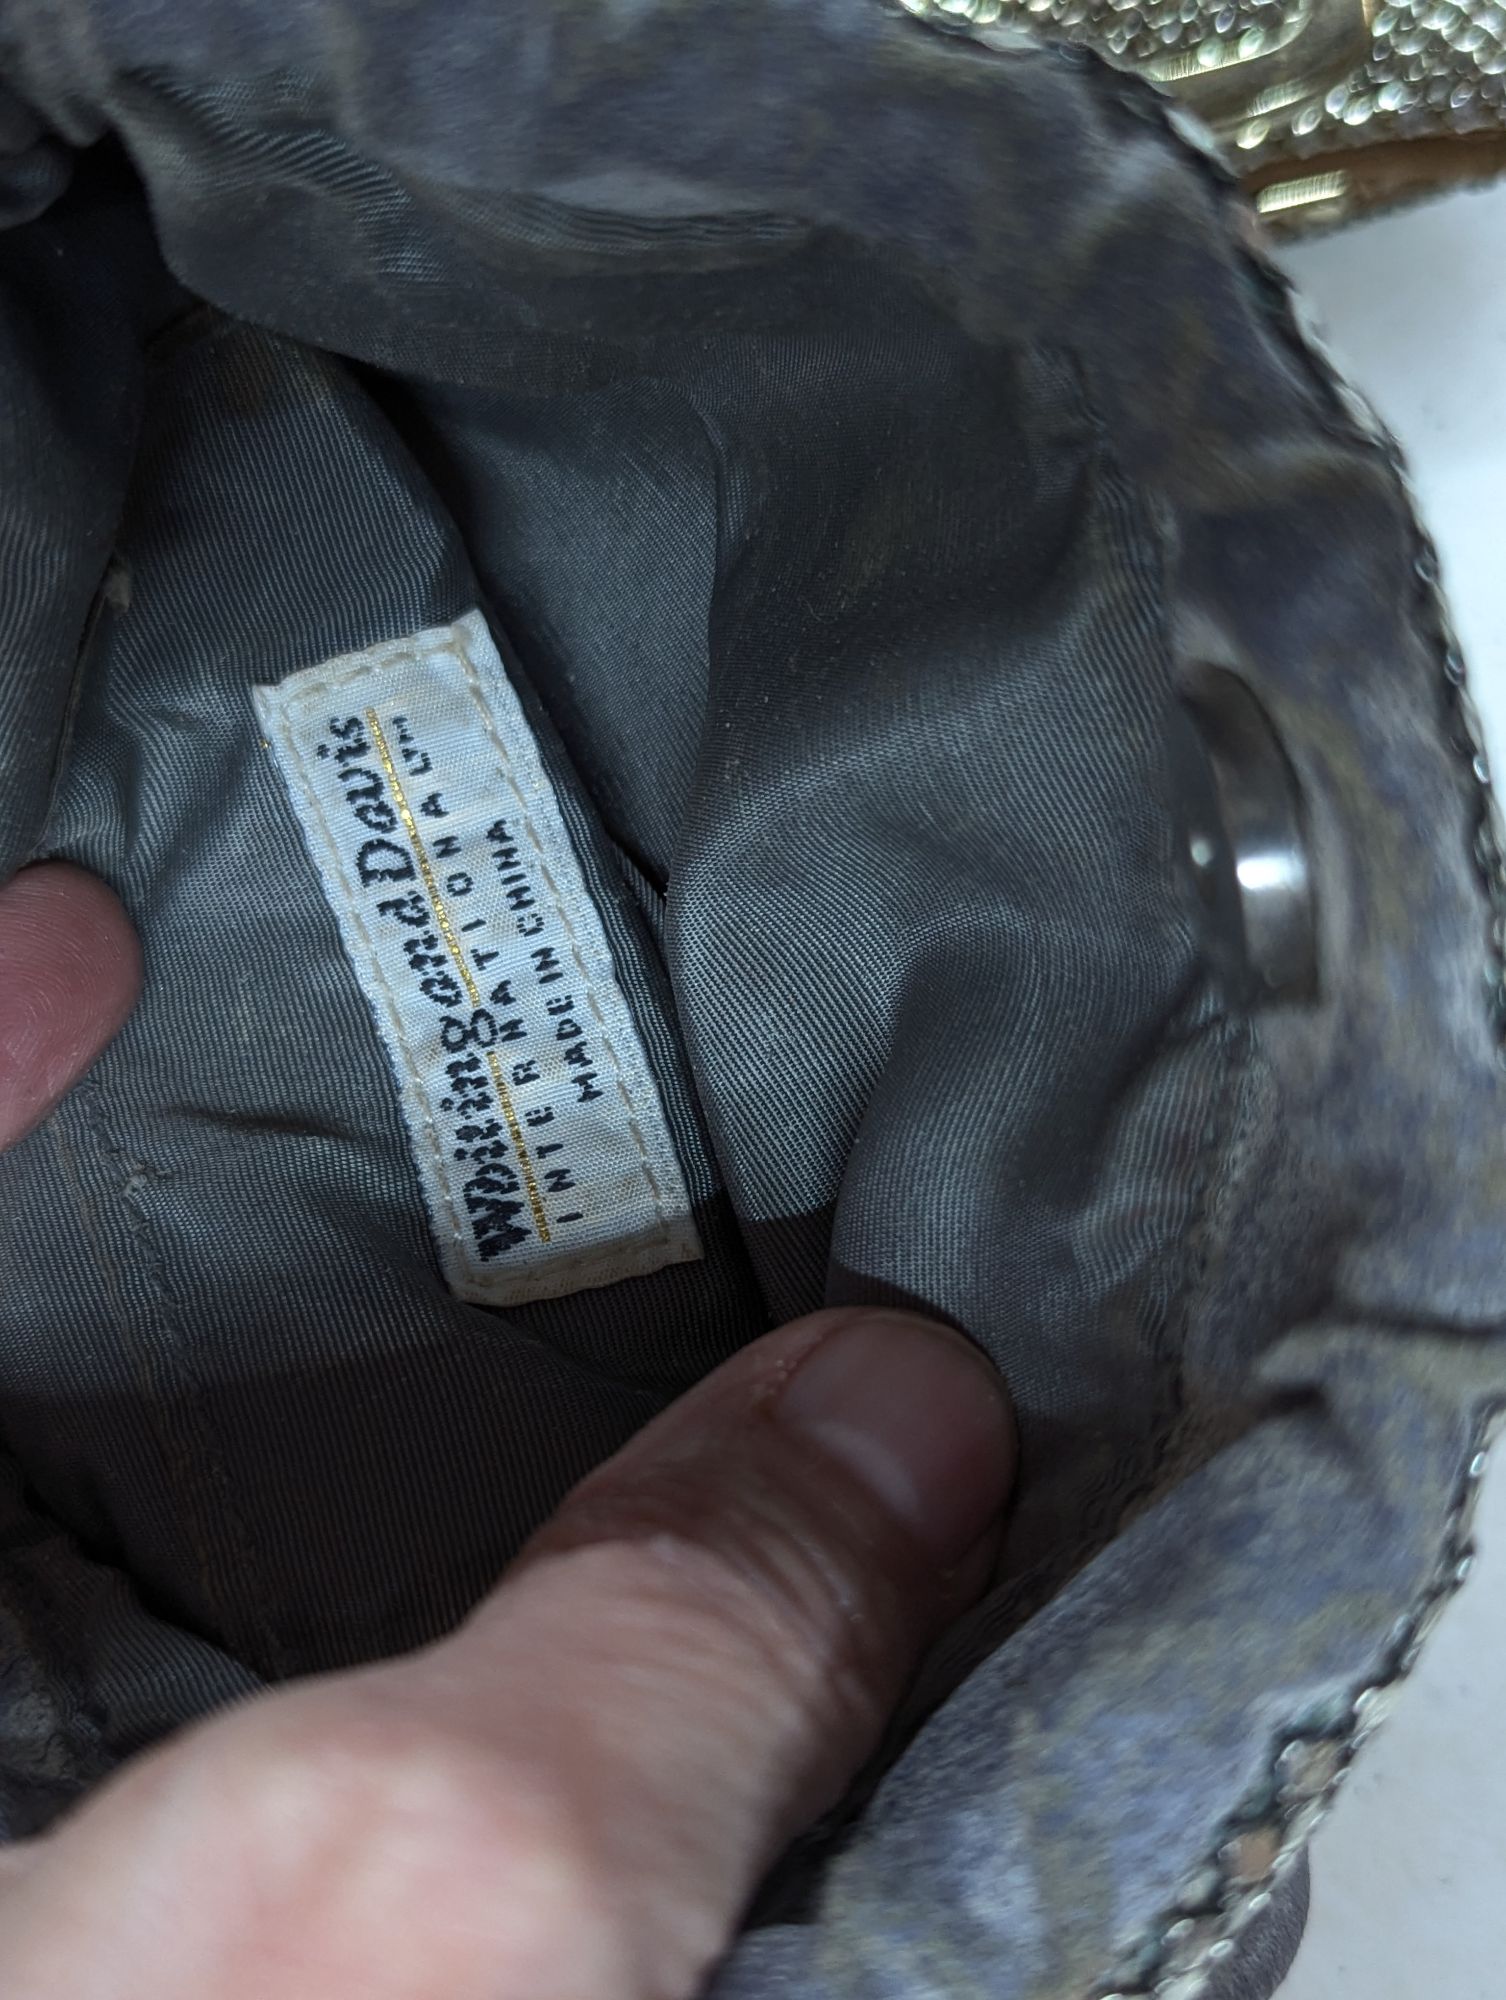 Whiting and Davis
INTERNATIONAL LTD
MADE IN CHINA